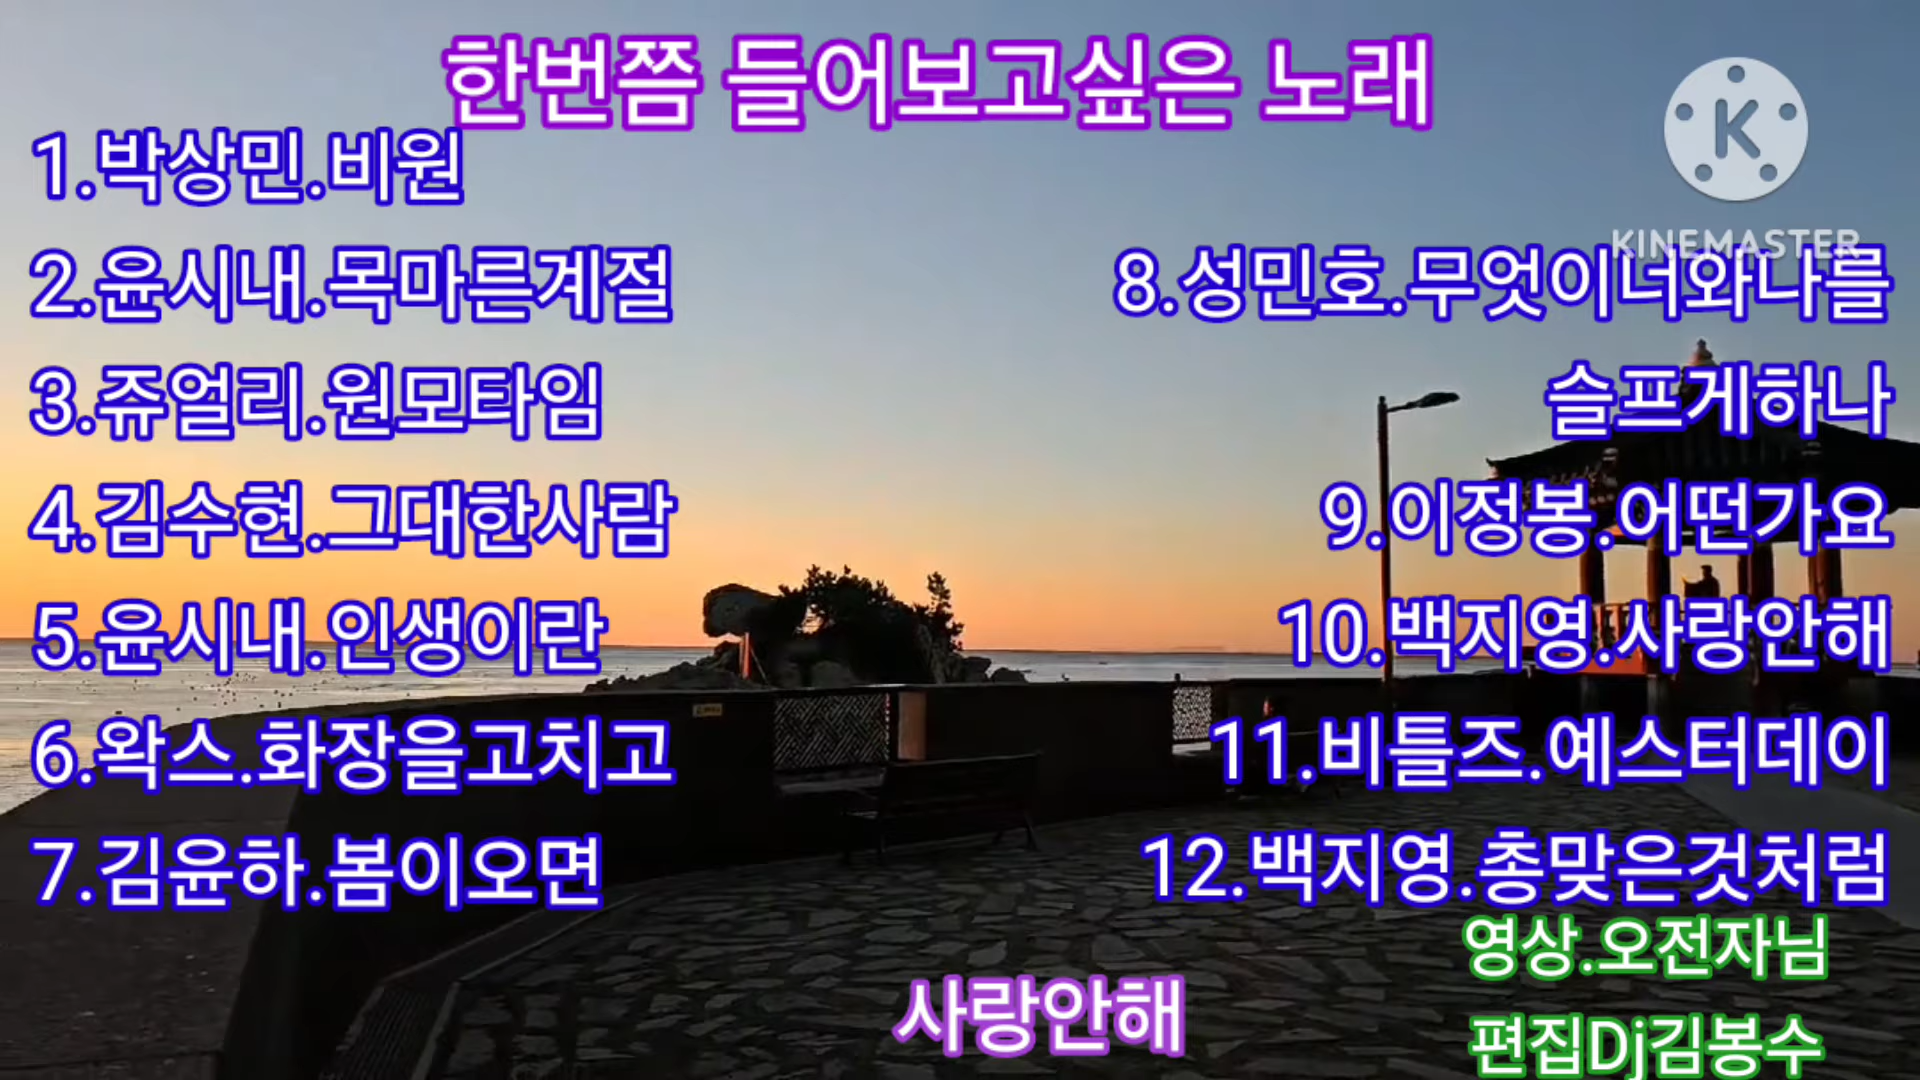 한번쯤 들어보고싶은 노래
1.박상민.비원
2.윤시내.목마른계절
3.쥬얼리.원모타임
4.김수현.그대한사람
5.윤시내.인생이란
6.왁스.화장을고치고
7.김윤하.봄이오면
KINEMASTER
8.성민호.무엇이너와나를
슬프게하나
9.이정봉.어떤가요
10.백지영.사랑안해
11.비틀즈.예스터데이
12.백지영.총맞은것처럼
영상.오전자님
편집Dj김봉수
사랑안해